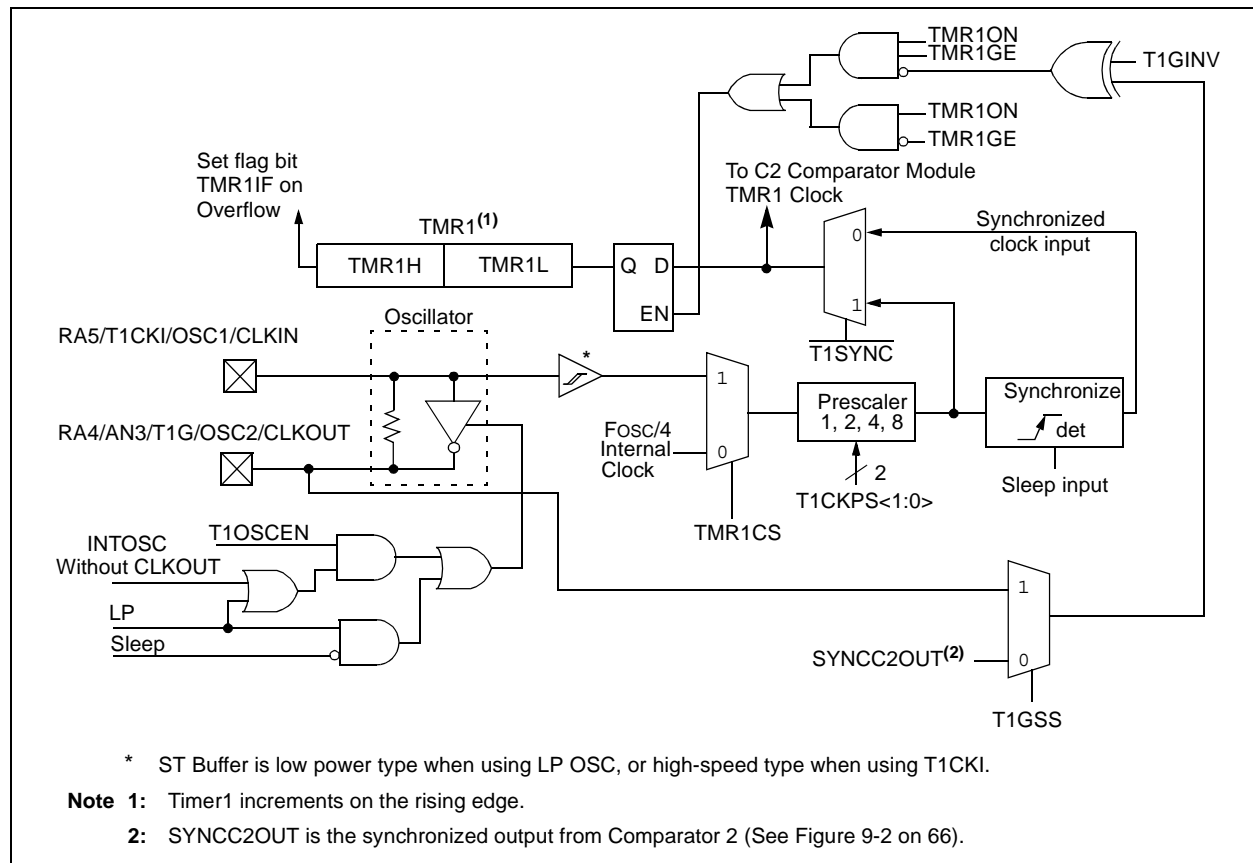 TMR1ON
TMR1GE
T1GINV
TMR1ON
TMR1GE
Set flag bit
TMR1IF on
Overflow
To C2 Comparator Module
TMR1 Clock
TMR1(1)
TMR1H
TMR1L
Q
D
EN
0
1
T1SYNC
Synchronized
clock input
RA5/T1CKI/OSC1/CLKIN
Oscillator
*
1
0
FOSC/4
Internal
Clock
TMR1CS
Prescaler
1, 2, 4, 8
2
T1CKPS<1:0>
Synchronize
det
Sleep input
RA4/AN3/T1G/OSC2/CLKOUT
T1OSCEN
INTOSC
Without CLKOUT
LP
Sleep
1
0
SYNCC2OUT(2)
T1GSS
* ST Buffer is low power type when using LP OSC, or high-speed type when using T1CKI.
Note 1: Timer1 increments on the rising edge.
2: SYNCC2OUT is the synchronized output from Comparator 2 (See Figure 9-2 on 66).